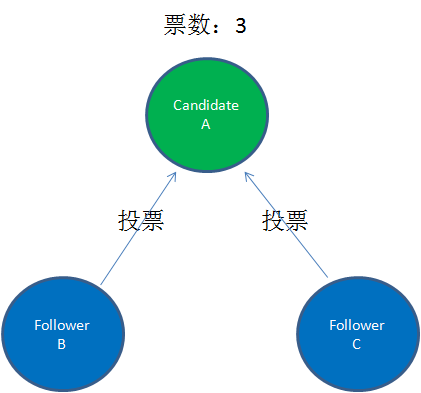 票数：3
Candidate
A
投票
投票
Follower
B
Follower
C